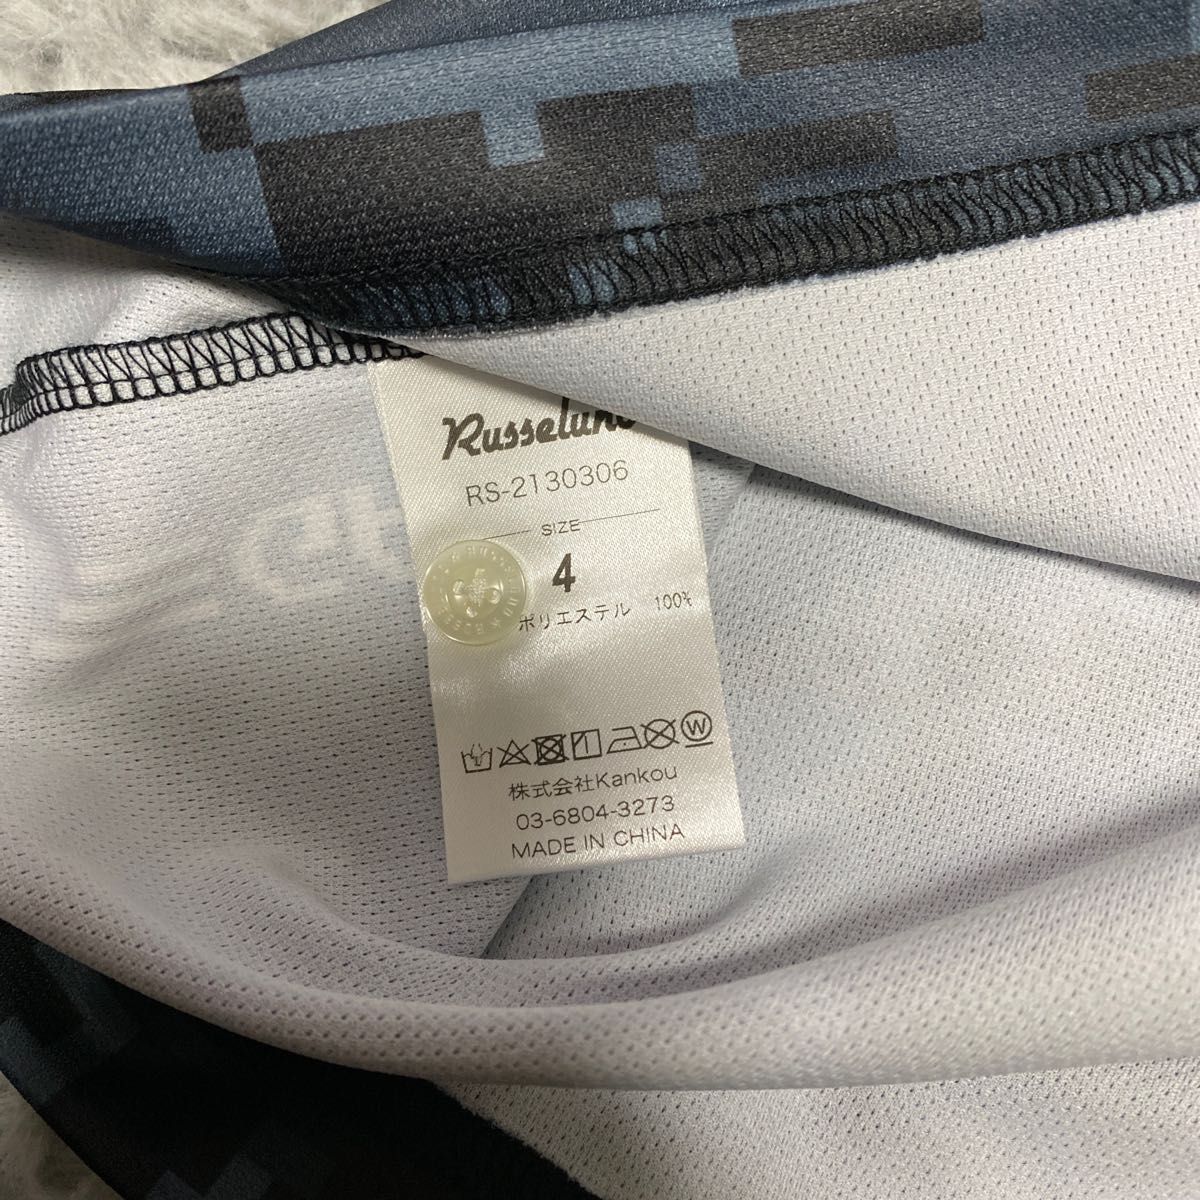 Russeluno
RS-2130306
SIZE
4
ポリエステル 100%
株式会社Kankou
03-6804-3273
MADE IN CHINA